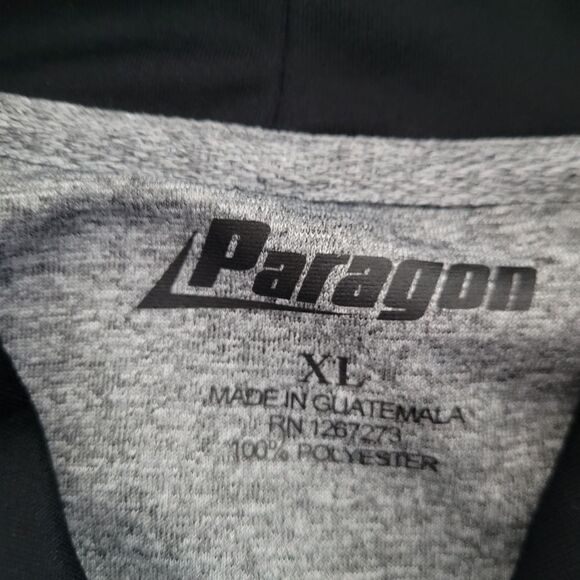 Paragon
XL
MADE IN GUATEMALA
RN 1267273
100% POLYESTER